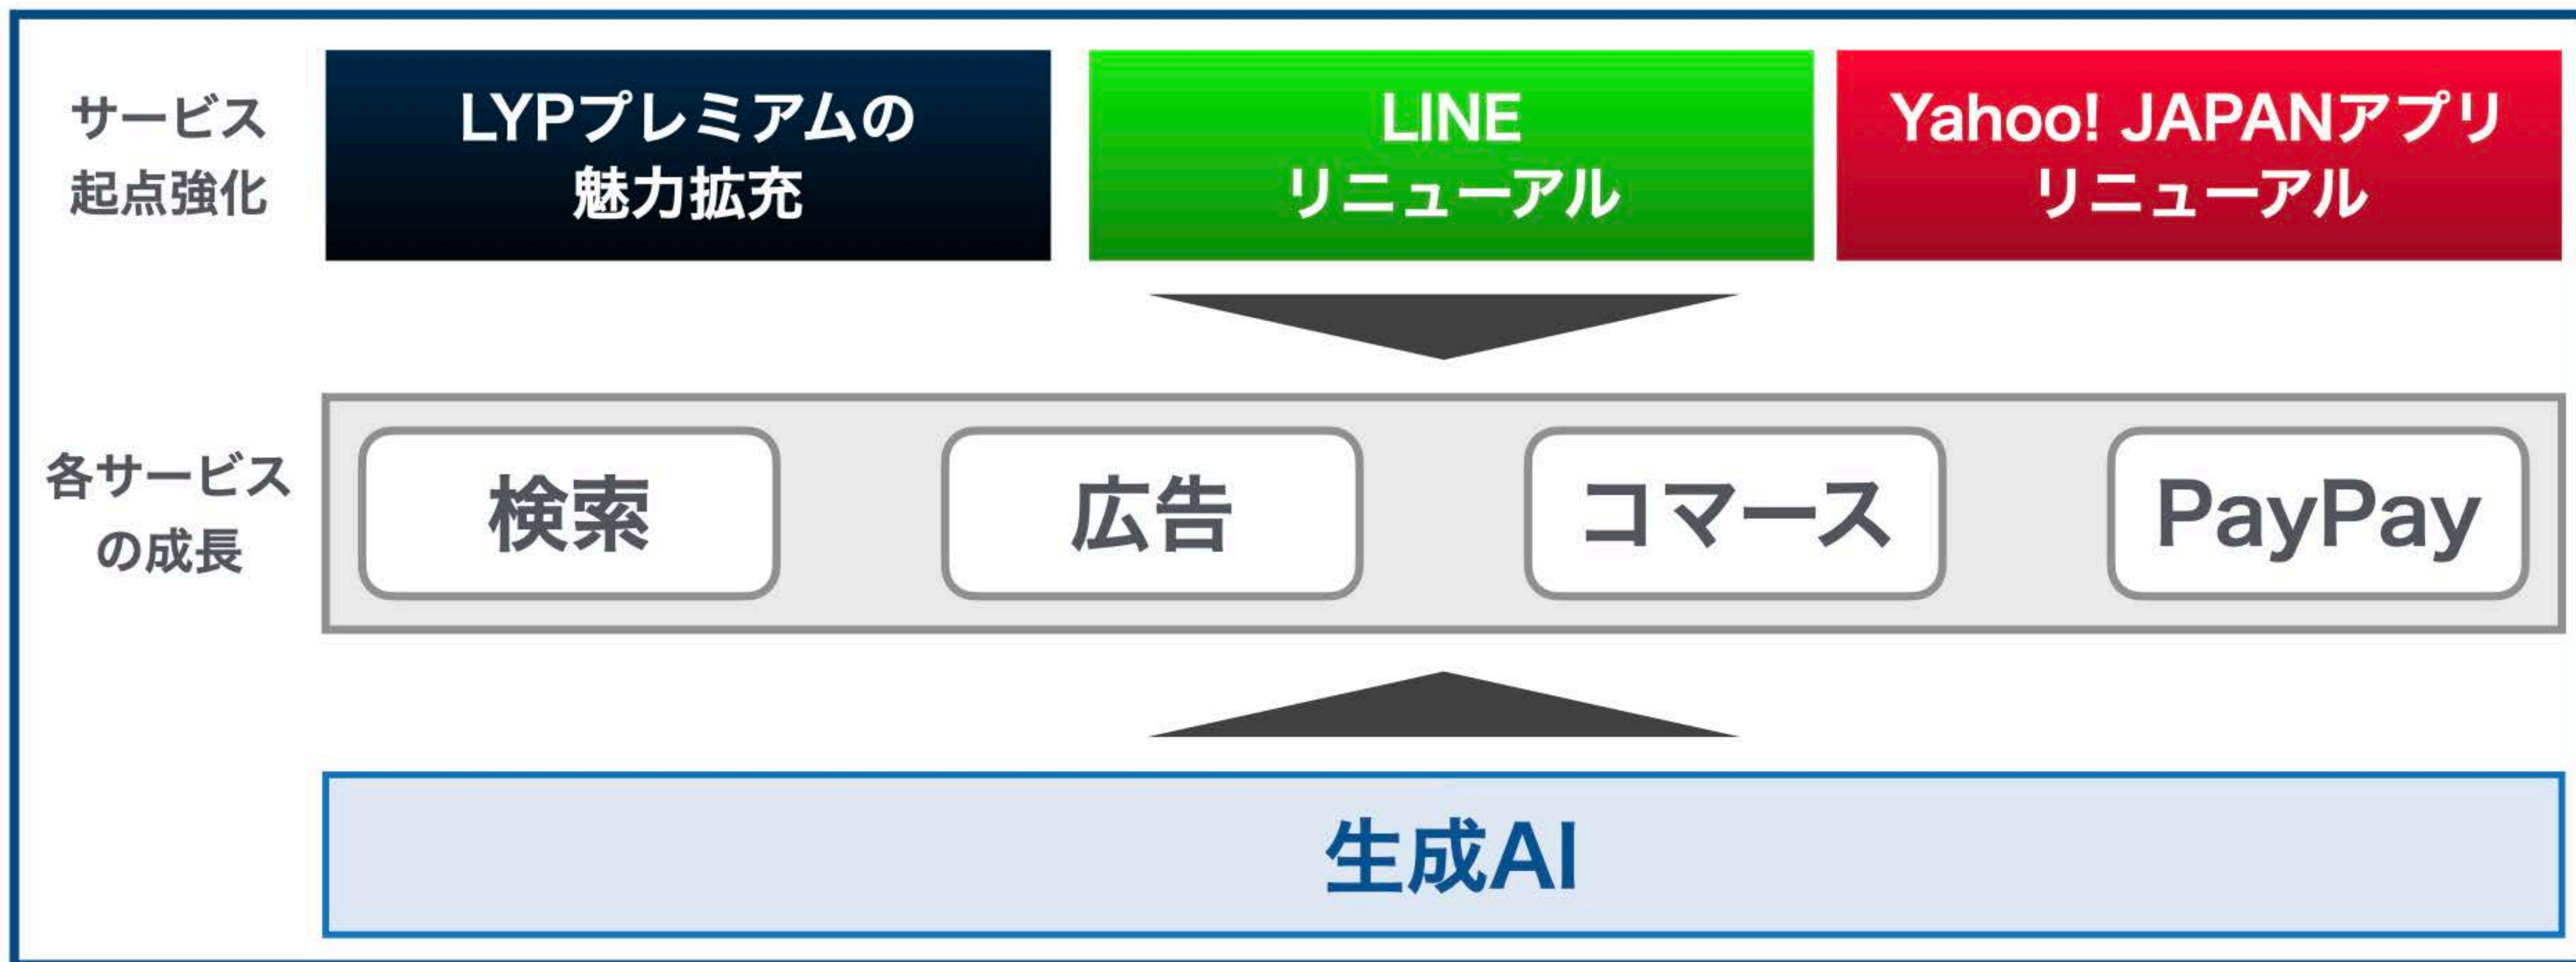 サービス
起点強化
LYPプレミアムの
魅力拡充
LINE
リニューアル
Yahoo! JAPANアプリ
リニューアル
各サービス
の成長
検索
広告
コマース
PayPay
生成AI